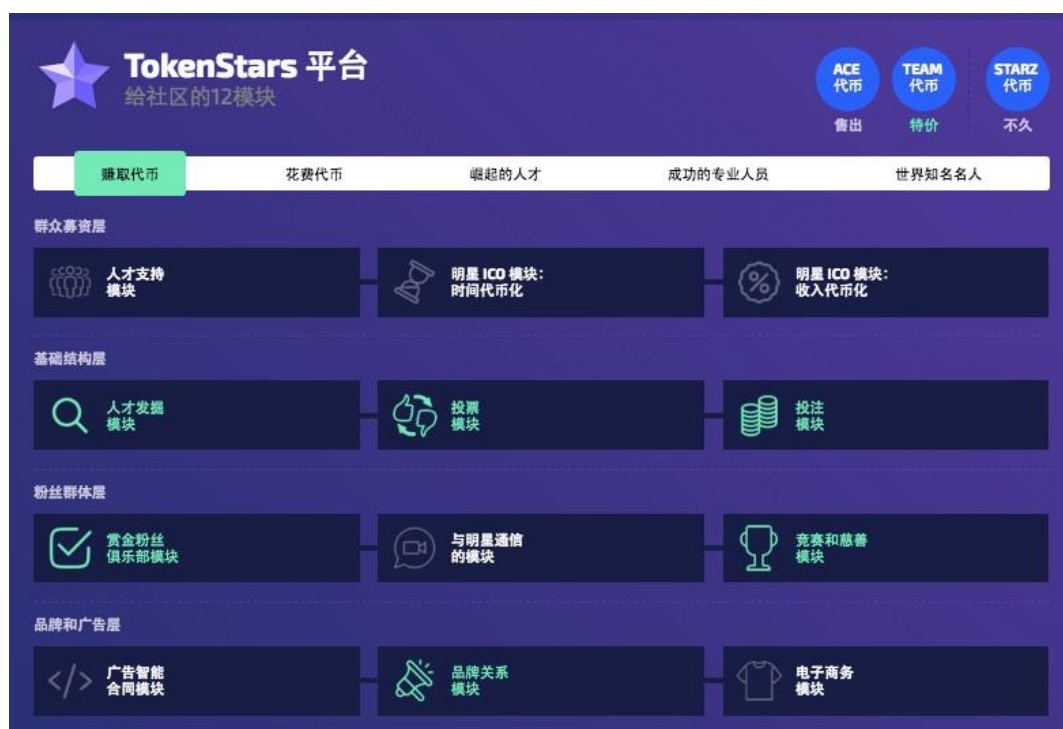 TokenStars 平台
给社区的12模块
ACE
代币
TEAM
代币
STARZ
代币
售出
特价
不久
赚取代币
花费代币
崛起的人才
成功的专业人员
世界知名名人
群众募资层
人才支持
模块
明星 ICO 模块：
时间代币化
明星 ICO 模块：
收入代币化
基础结构层
人才发掘
模块
投票
模块
投注
模块
粉丝群体层
赏金粉丝
俱乐部模块
与明星通信
的模块
竞赛和慈善
模块
品牌和广告层
广告智能
合同模块
品牌关系
模块
电子商务
模块